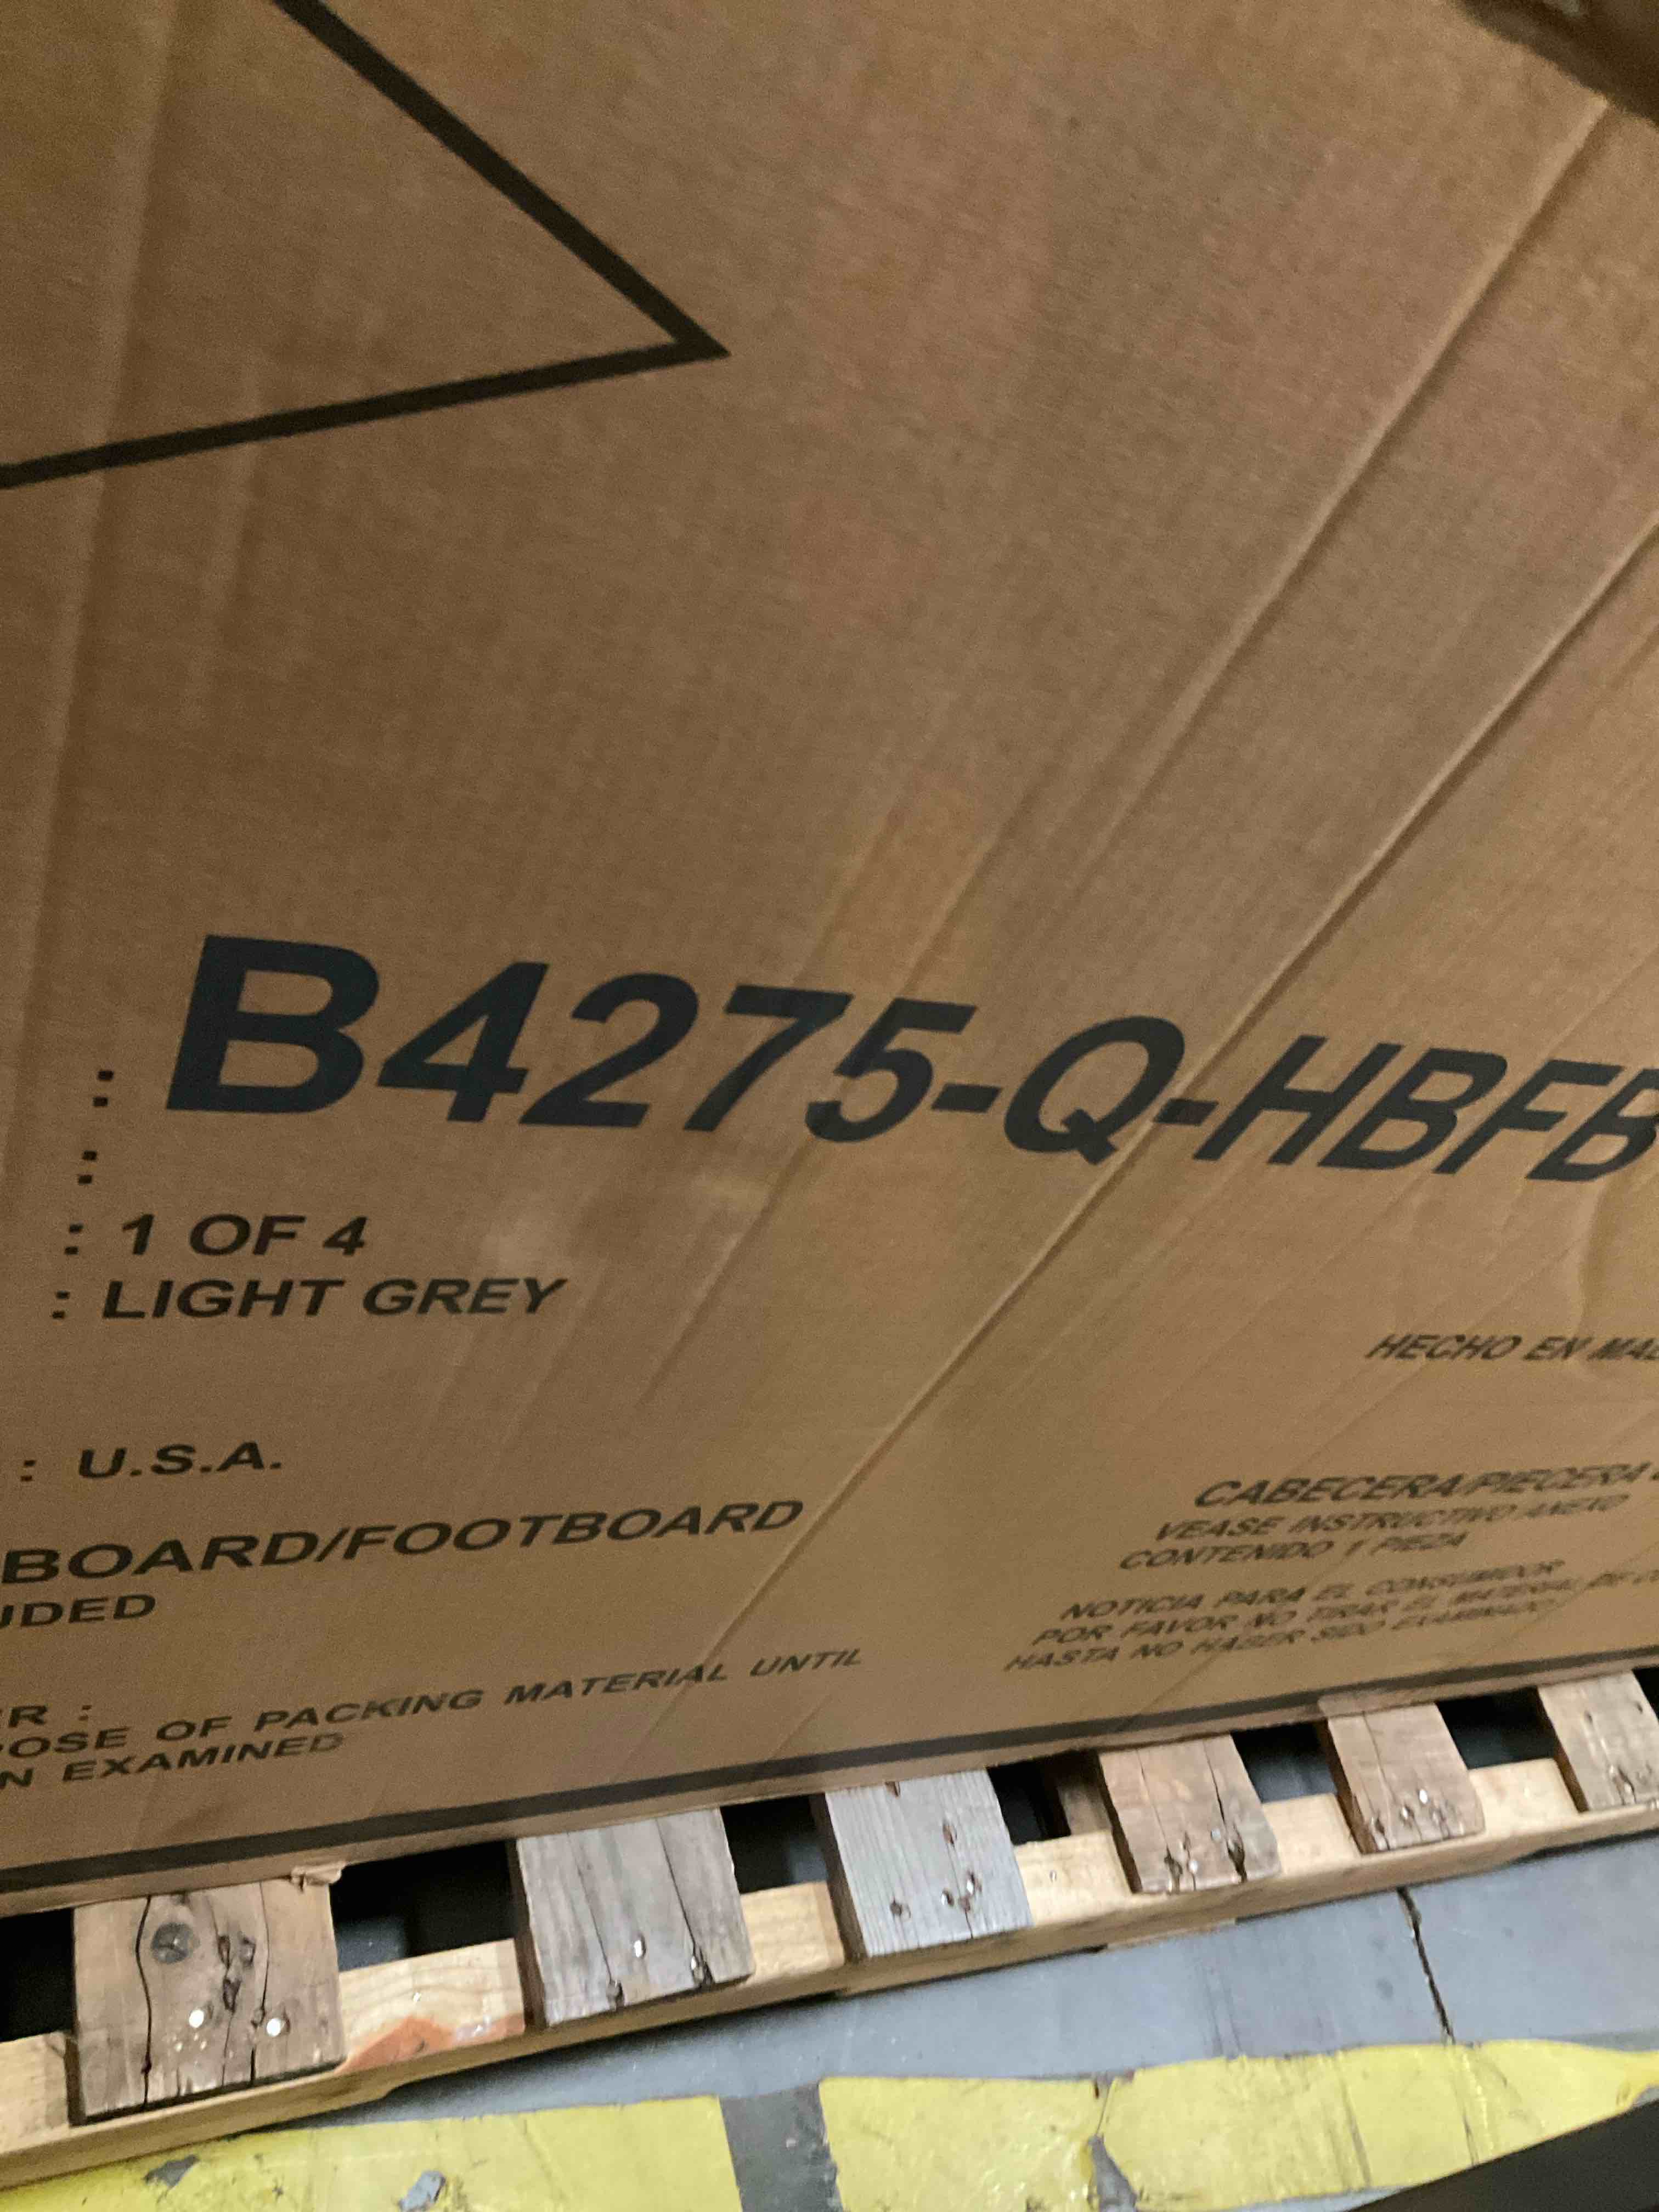 : B4275-Q-HBFB
:
: 1 OF 4
: LIGHT GREY
: U.S.A.
BOARD/FOOTBOARD
UDED
R :
OSE OF PACKING MATERIAL UNTIL
N EXAMINED
HECHO EN MAL
CABECERA/PIECERA
VEASE INSTRUCTIVO ANEXO
CONTENIDO 1 PIEZA
NOTICIA PARA EL CONSUMIDOR
POR FAVOR NO TIRAR EL MATERIAL DE
HASTA NO HABER SIDO EXAMINADO